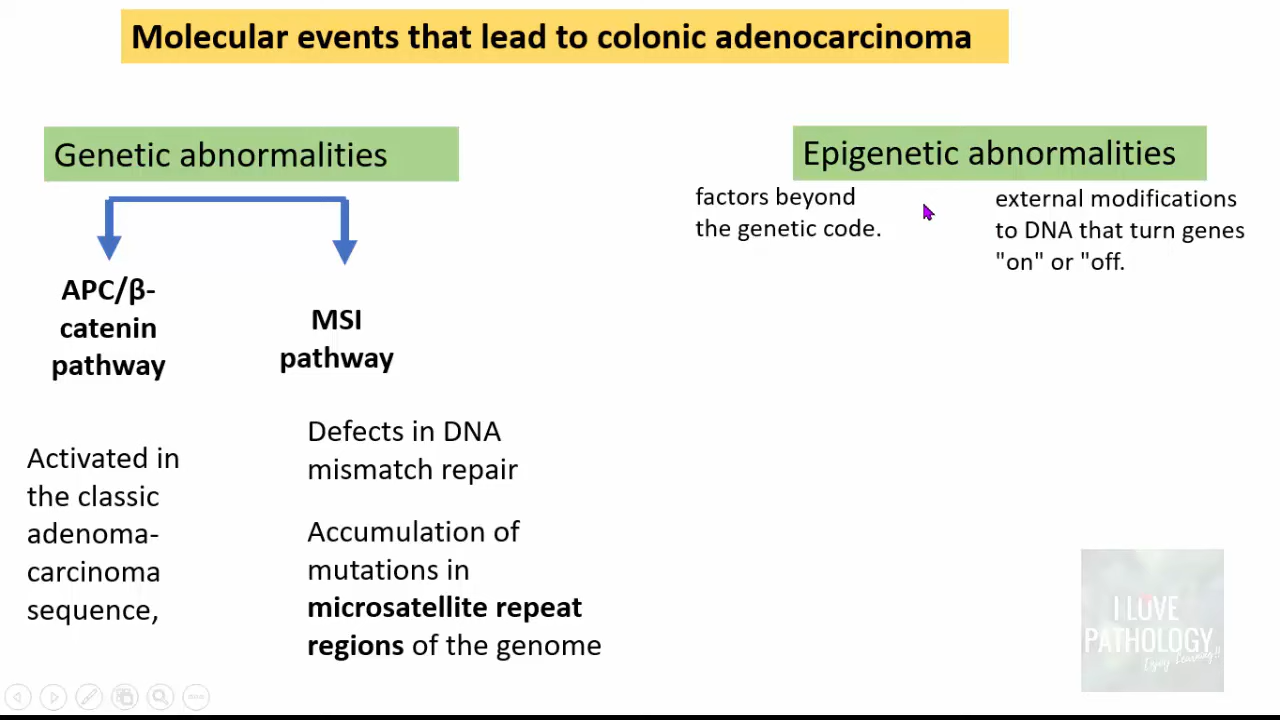 Molecular events that lead to colonic adenocarcinoma
Genetic abnormalities
APC/β-
catenin
pathway
Activated in
the classic
adenoma-
carcinoma
sequence,
MSI
pathway
Defects in DNA
mismatch repair
Accumulation of
mutations in
microsatellite repeat
regions of the genome
Epigenetic abnormalities
factors beyond
the genetic code.
external modifications
to DNA that turn genes
"on" or "off.
I LOVE
PATHOLOGY
Enjoy Learning!!